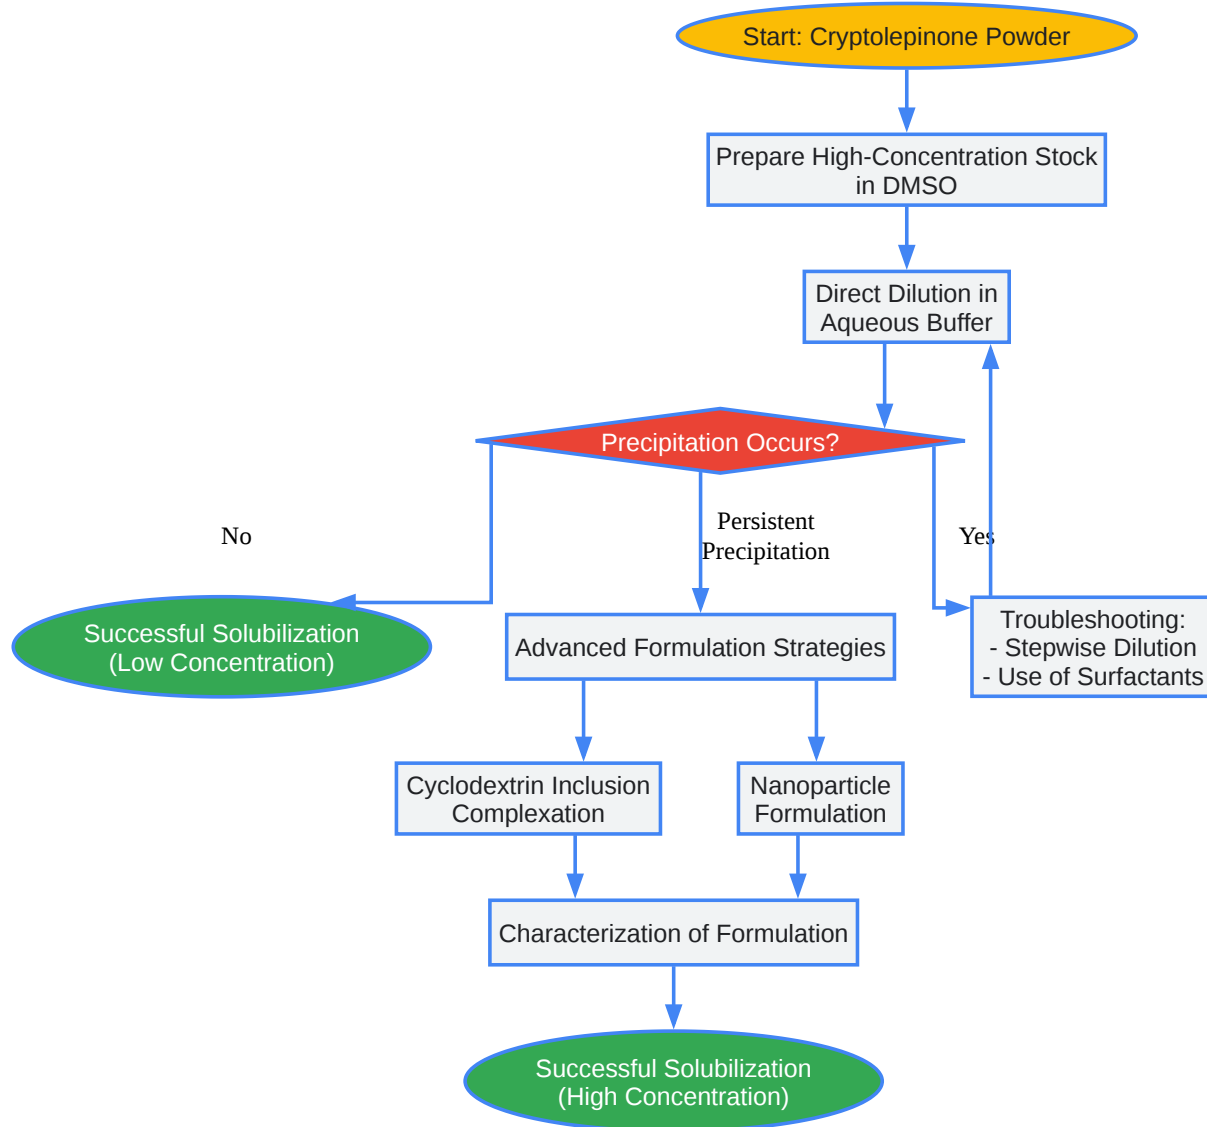 Start: Cryptolepinone Powder
Prepare High-Concentration Stock
in DMSO
Direct Dilution in
Aqueous Buffer
Precipitation Occurs?
No
Persistent
Precipitation
Yes
Successful Solubilization
(Low Concentration)
Advanced Formulation Strategies
Troubleshooting:
- Stepwise Dilution
- Use of Surfactants
Cyclodextrin Inclusion
Complexation
Nanoparticle
Formulation
Characterization of Formulation
Successful Solubilization
(High Concentration)